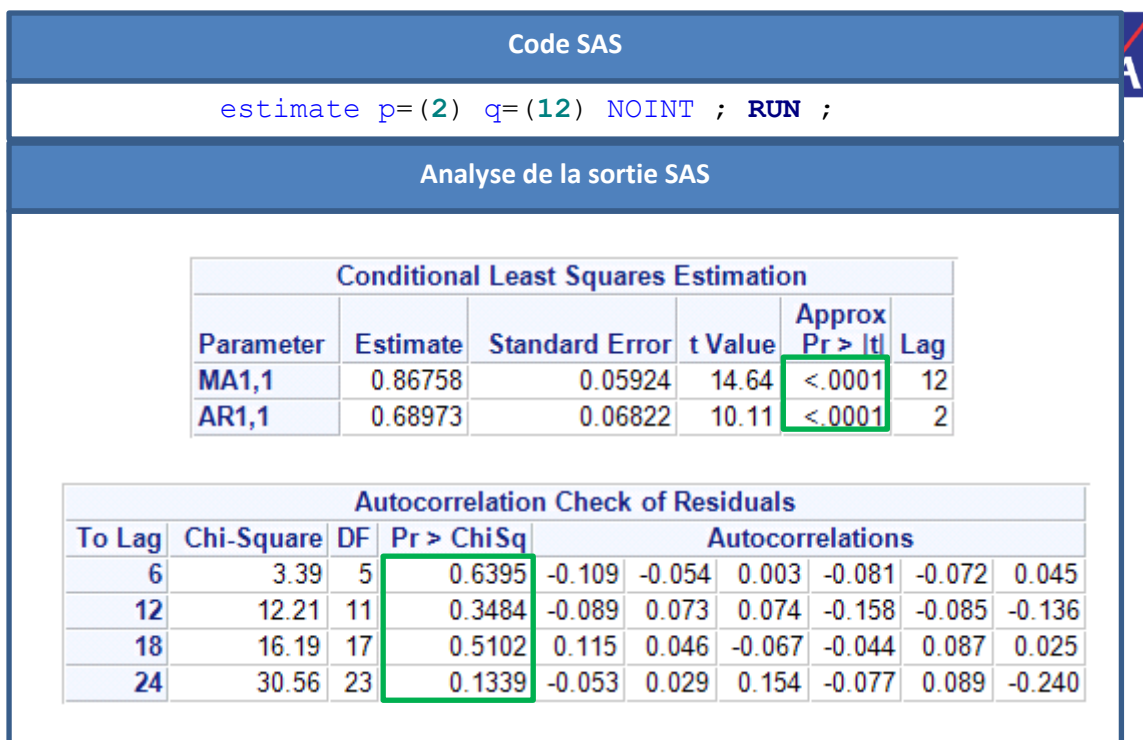 Code SAS
estimate p=(2) q=(12) NOINT ; RUN ;
Analyse de la sortie SAS
Conditional Least Squares Estimation
Parameter Estimate Standard Error t Value Approx Pr > |t| Lag
MA1,1 0.86758 0.05924 14.64 <.0001 12
AR1,1 0.68973 0.06822 10.11 <.0001 2
Autocorrelation Check of Residuals
To Lag Chi-Square DF Pr > ChiSq Autocorrelations
6 3.39 5 0.6395 -0.109 -0.054 0.003 -0.081 -0.072 0.045
12 12.21 11 0.3484 -0.089 0.073 0.074 -0.158 -0.085 -0.136
18 16.19 17 0.5102 0.115 0.046 -0.067 -0.044 0.087 0.025
24 30.56 23 0.1339 -0.053 0.029 0.154 -0.077 0.089 -0.240